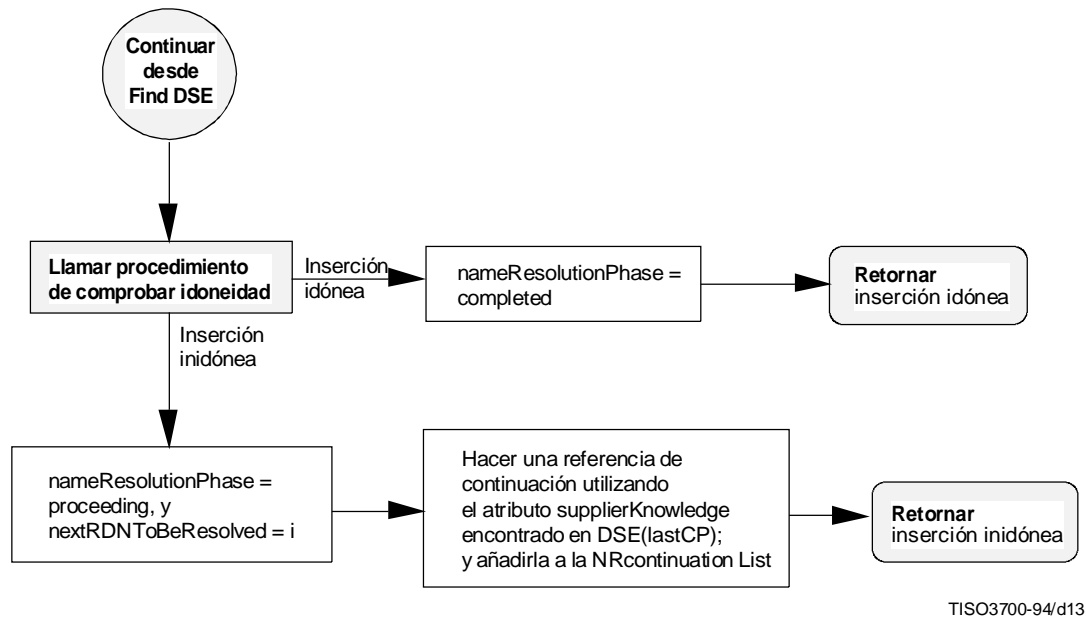 Continuar
desde
Find DSE
Llamar procedimiento
de comprobar idoneidad
Inserción
idónea
nameResolutionPhase =
completed
Retornar
inserción idónea
Inserción
inidónea
nameResolutionPhase =
proceeding, y
nextRDNToBeResolved = i
Hacer una referencia de
continuación utilizando
el atributo supplierKnowledge
encontrado en DSE(lastCP);
y añadirla a la NRcontinuation List
Retornar
inserción inidónea
TISO3700-94/d13